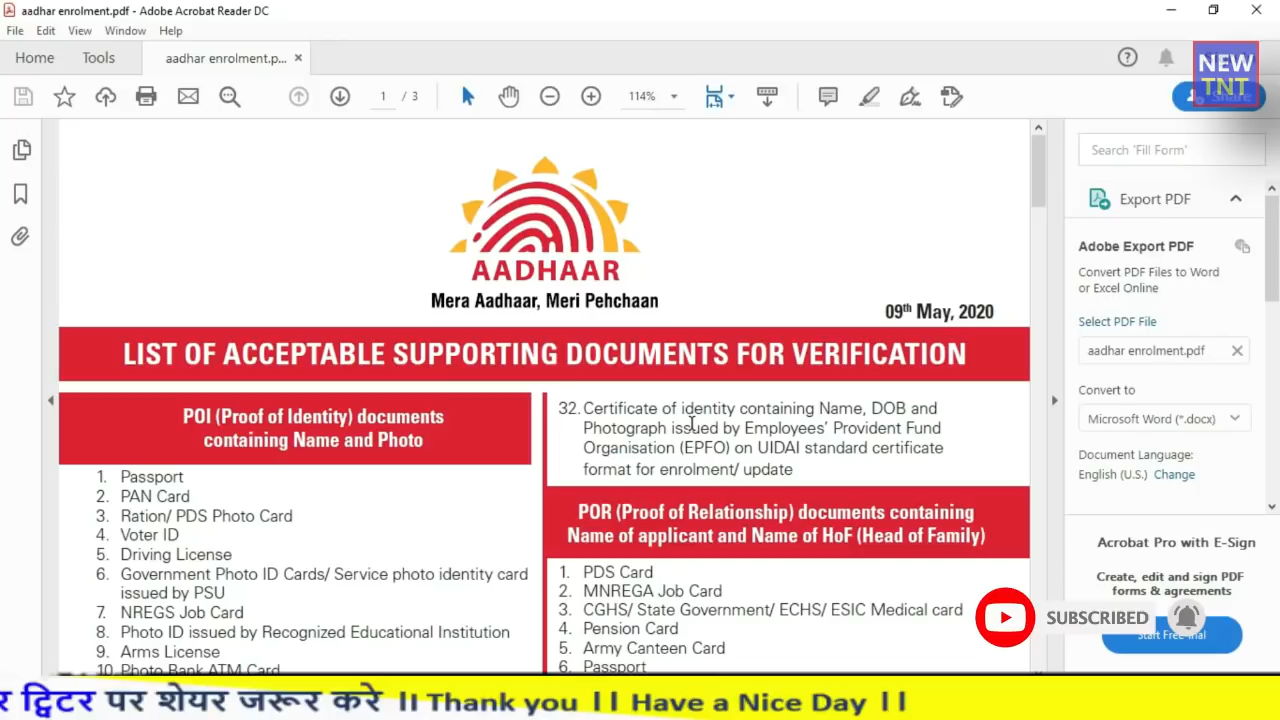 aadhar enrolment.pdf - Adobe Acrobat Reader DC
File Edit View Window Help
Home Tools aadhar enrolment.p... ×
NEW
TNT
1 / 3 114%
Share
AADHAAR
Mera Aadhaar, Meri Pehchaan
09th May, 2020
LIST OF ACCEPTABLE SUPPORTING DOCUMENTS FOR VERIFICATION
POI (Proof of Identity) documents
containing Name and Photo
1. Passport
2. PAN Card
3. Ration/ PDS Photo Card
4. Voter ID
5. Driving License
6. Government Photo ID Cards/ Service photo identity card
issued by PSU
7. NREGS Job Card
8. Photo ID issued by Recognized Educational Institution
9. Arms License
10. Photo Bank ATM Card
32. Certificate of identity containing Name, DOB and
Photograph issued by Employees' Provident Fund
Organisation (EPFO) on UIDAI standard certificate
format for enrolment/ update
POR (Proof of Relationship) documents containing
Name of applicant and Name of HoF (Head of Family)
1. PDS Card
2. MNREGA Job Card
3. CGHS/ State Government/ ECHS/ ESIC Medical card
4. Pension Card
5. Army Canteen Card
6. Passport
Search 'Fill Form'
Export PDF
Adobe Export PDF
Convert PDF Files to Word
or Excel Online
Select PDF File
aadhar enrolment.pdf
Convert to
Microsoft Word (*.docx)
Document Language:
English (U.S.) Change
Acrobat Pro with E-Sign
Create, edit and sign PDF
forms & agreements
Start Free Trial
SUBSCRIBED
र ट्विटर पर शेयर जरूर करे ।। Thank you ।। Have a Nice Day ।।